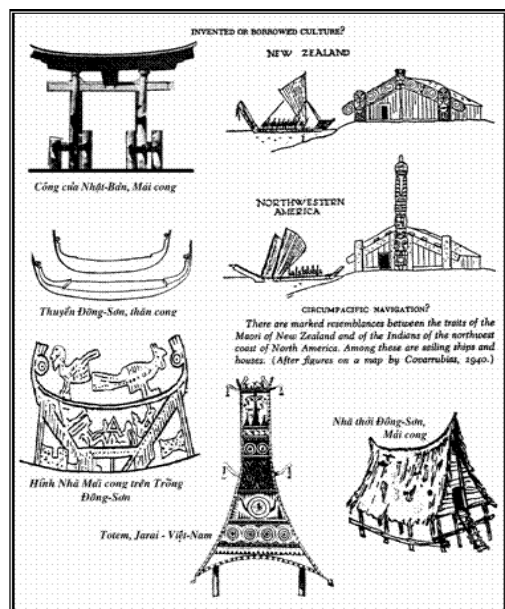 INVENTED OR BORROWED CULTURE?
NEW ZEALAND
Cổng của Nhật-Bản, Mái cong
NORTHWESTERN
AMERICA
Thuyền Đông-Sơn, thân cong
CIRCUMPACIFIC NAVIGATION?
There are marked resemblances between the traits of the
Maori of New Zealand and of the Indians of the northwest
coast of North America. Among these are sailing ships and
houses. (After figures on a map by Covarrubias, 1940.)
Hình Nhà Mái cong trên Trống
Đông-Sơn
Nhà thời Đông-Sơn,
Mái cong
Totem, Jarai - Việt-Nam